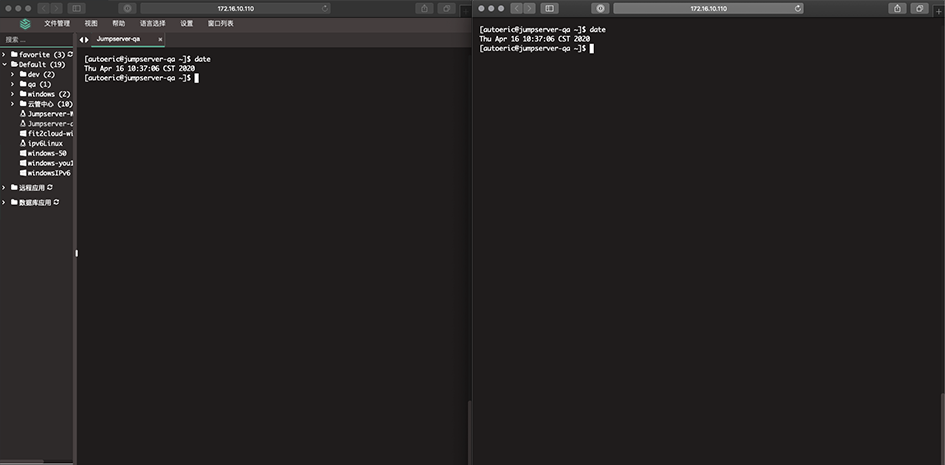 172.16.10.110
文件管理 视图 帮助 语言选择 设置 窗口列表
搜索 ...
Jumpserver-qa
favorite (3)
Default (19)
dev (2)
qa (1)
windows (2)
云管中心 (10)
Jumpserver-
Jumpserver-
fit2cloud-wi
ipv6Linux
windows-50
windows-you1
windowsIPv6
远程应用
数据库应用
[autoeric@jumpserver-qa ~]$ date
Thu Apr 16 10:37:06 CST 2020
[autoeric@jumpserver-qa ~]$
172.16.10.110
[autoeric@jumpserver-qa ~]$ date
Thu Apr 16 10:37:06 CST 2020
[autoeric@jumpserver-qa ~]$